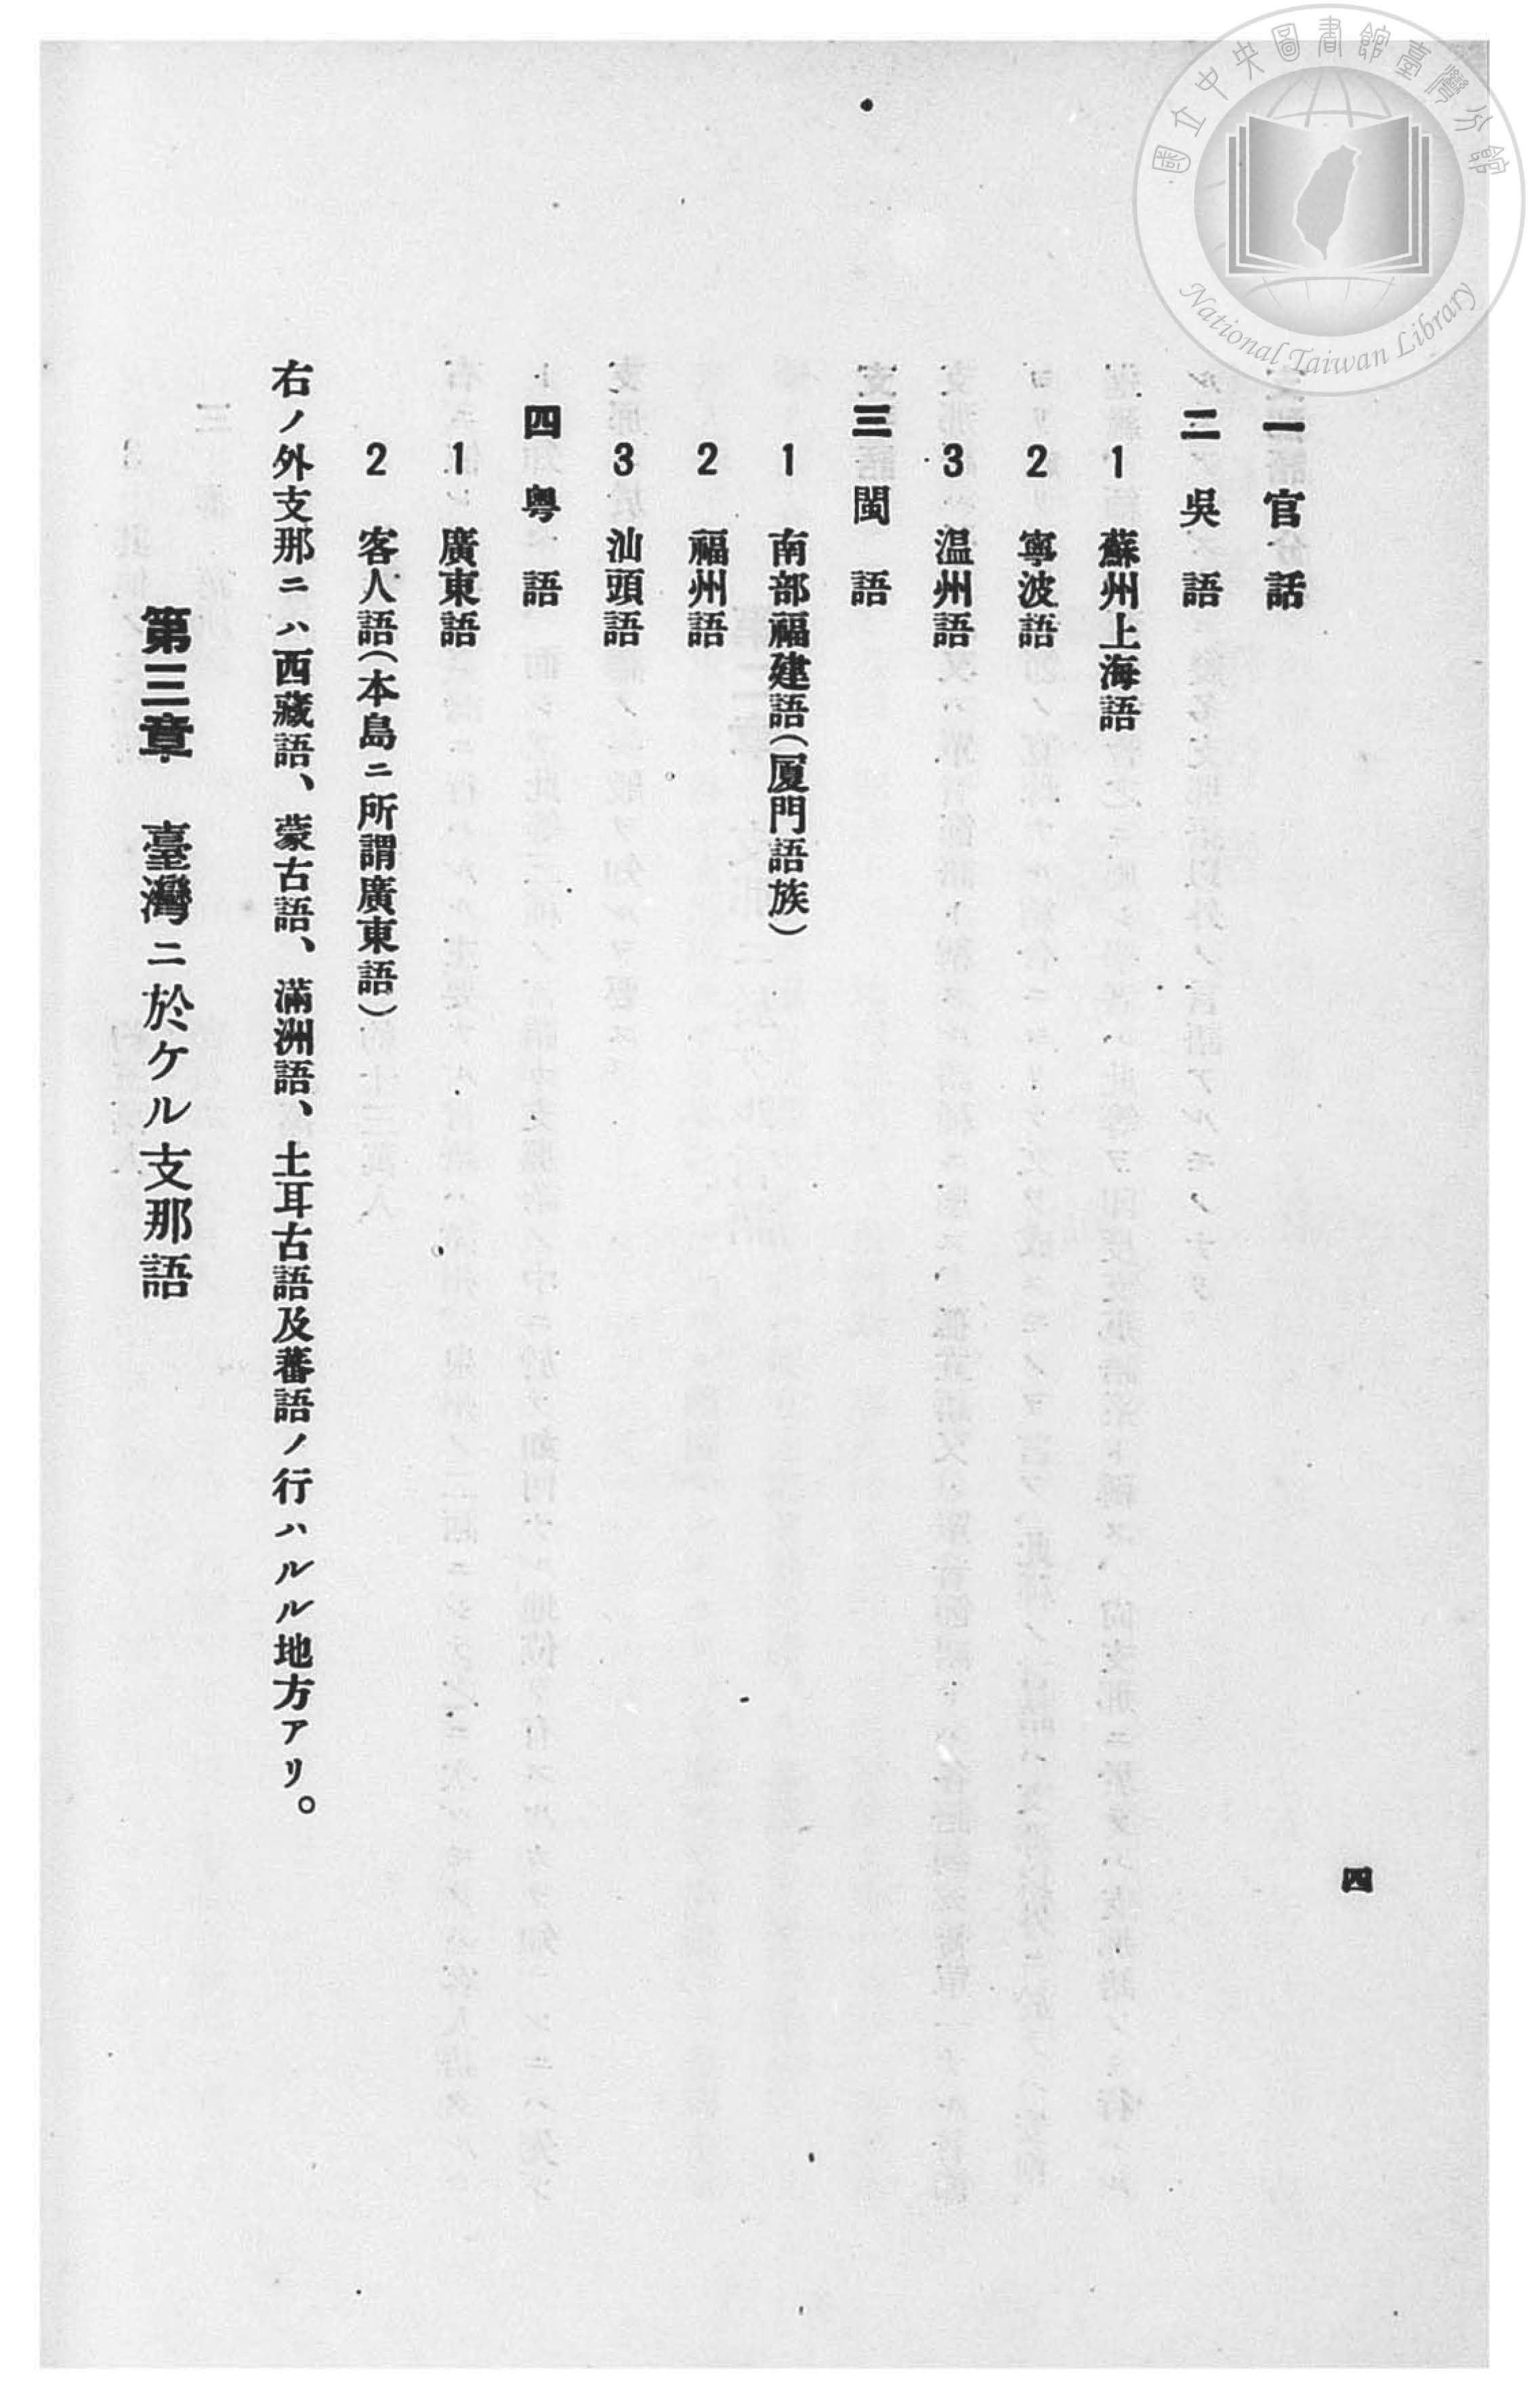 國立中央圖書館臺灣分館
National Taiwan Library
四
一 官話
二 吳語
1 蘇州上海語
2 寧波語
3 温州語
三 閩語
1 南部福建語(厦門語族)
2 福州語
3 汕頭語
四 粤語
1 廣東語
2 客人語(本島ニ所謂廣東語)
右ノ外支那ニハ西藏語、蒙古語、滿洲語、土耳古語及蕃語ノ行ハルル地方アリ。
第三章 臺灣ニ於ケル支那語